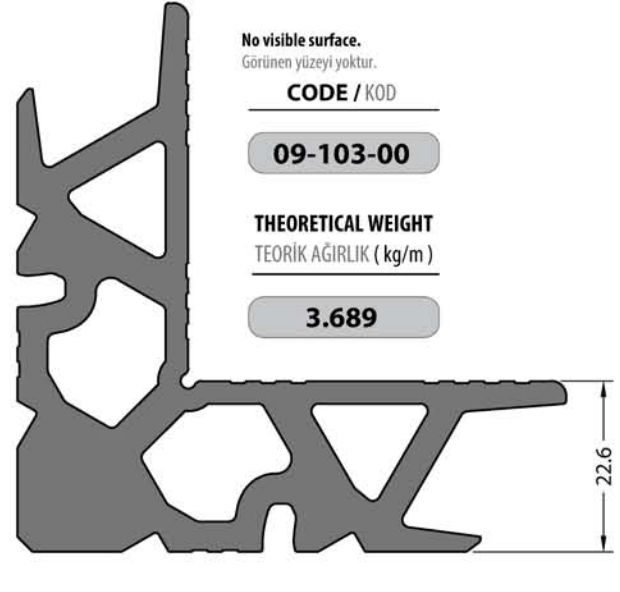 No visible surface.
Görünen yüzeyi yoktur.
CODE / KOD
09-103-00
THEORETICAL WEIGHT
TEORİK AĞIRLIK ( kg/m )
3.689
22.6